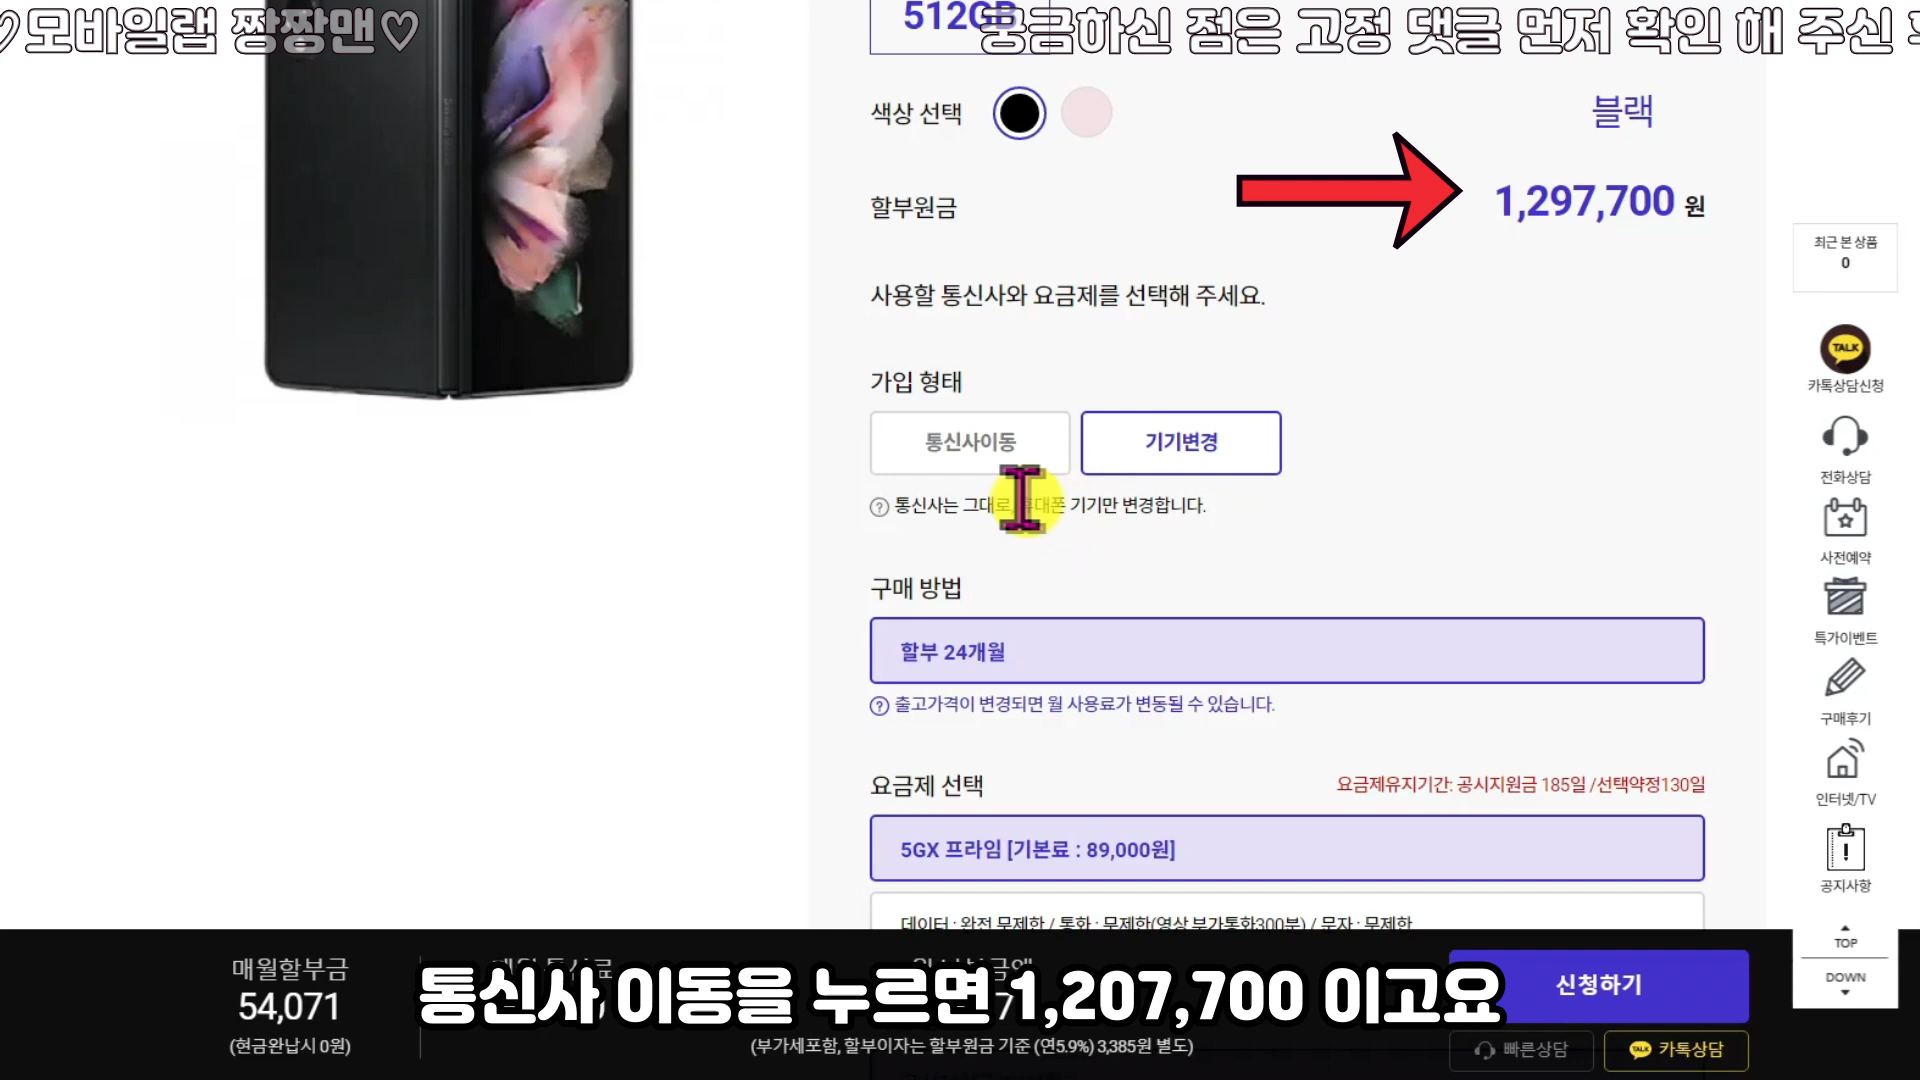 ♡모바일랩 짱짱맨♡
궁금하신 점은 고정 댓글 먼저 확인 해 주신
512GB
색상 선택
블랙
할부원금
1,297,700 원
사용할 통신사와 요금제를 선택해 주세요.
가입 형태
통신사이동
기기변경
? 통신사는 그대로, 휴대폰 기기만 변경합니다.
구매 방법
할부 24개월
? 출고가격이 변경되면 월 사용료가 변동될 수 있습니다.
요금제 선택
요금제유지기간: 공시지원금 185일 /선택약정130일
5GX 프라임 [기본료 : 89,000원]
데이터 : 완전 무제한 / 통화 : 무제한(영상,부가통화300분) / 문자 : 무제한
최근 본 상품
0
TALK
카톡상담신청
전화상담
사전예약
특가이벤트
구매후기
인터넷/TV
공지사항
TOP
DOWN
매월할부금
54,071
(현금완납시 0원)
통신사 이동을 누르면 1,207,700 이고요
(부가세포함, 할부이자는 할부원금 기준 (연5.9%) 3,385원 별도)
신청하기
빠른상담
TALK 카톡상담